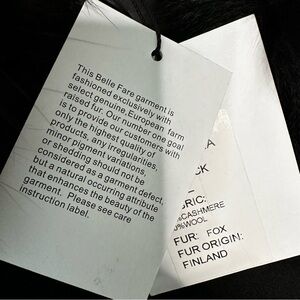 This Belle Fare garment is
fashioned exclusively with
select genuine European farm
raised fur. Our number one goal
is to provide our customers with
only the highest quality of
products, any irregularities,
minor pigment variations,
or shedding should not be
considered as a garment defect,
but a natural occurring attribute
that enhances the beauty of the
garment. Please see care
instruction label.
CASHMERE
WOOL
FUR: FOX
FUR ORIGIN:
FINLAND